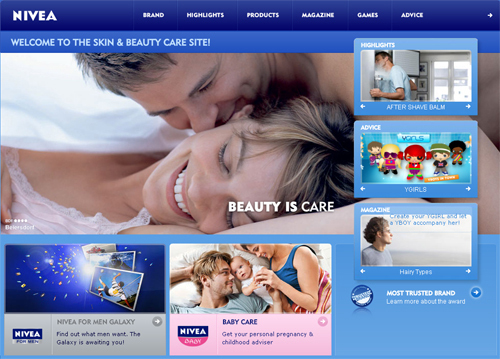 NIVEA
BRAND HIGHLIGHTS PRODUCTS MAGAZINE GAMES ADVICE
WELCOME TO THE SKIN & BEAUTY CARE SITE!
BEAUTY IS CARE
HIGHLIGHTS
AFTER SHAVE BALM
ADVICE
YGIRLS
YGIRLS
MAGAZINE
Create your YGIRL and let
a YBOY accompany her!
Hairy Types
NIVEA
FOR MEN
NIVEA FOR MEN GALAXY
Find out what men want. The
Galaxy is awaiting you!
NIVEA
baby
BABY CARE
Get your personal pregnancy &
childhood adviser
MOST TRUSTED BRAND
Learn more about the award